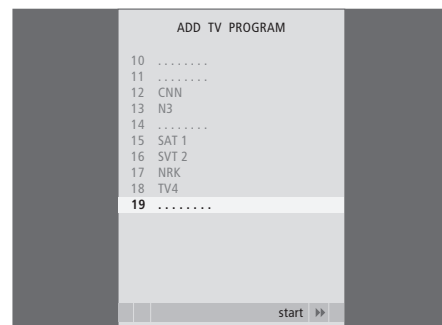 ADD TV PROGRAM
10 ........
11 ........
12 CNN
13 N3
14 ........
15 SAT 1
16 SVT 2
17 NRK
18 TV4
19 ........
start